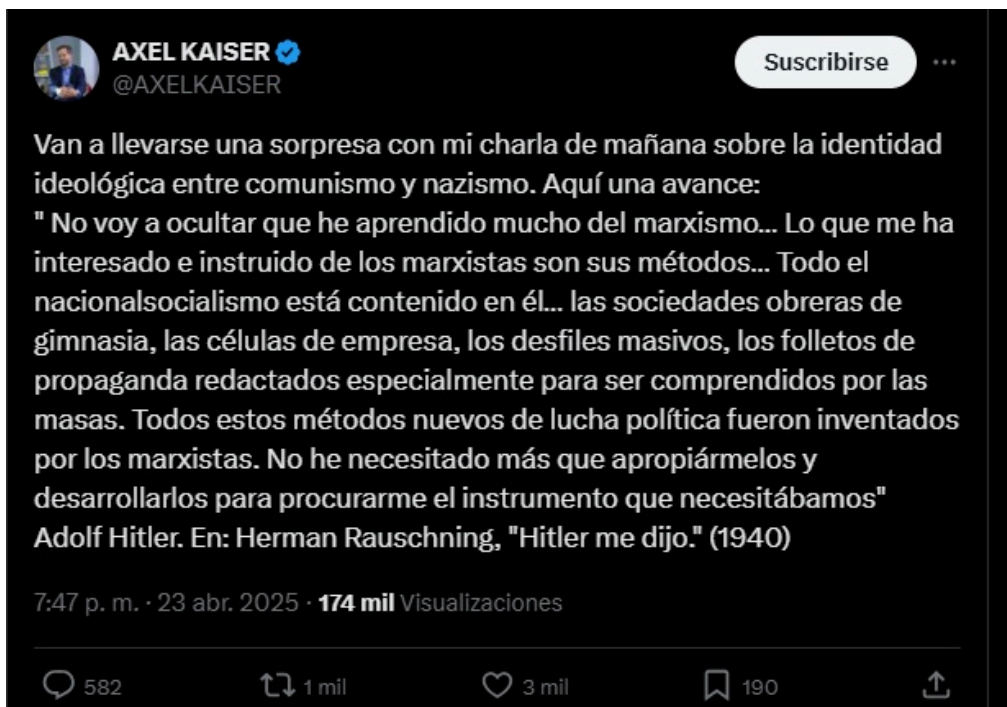 AXEL KAISER
Suscribirse
@AXELKAISER
Van a llevarse una sorpresa con mi charla de mañana sobre la identidad
ideológica entre comunismo y nazismo. Aquí una avance:
" No voy a ocultar que he aprendido mucho del marxismo... Lo que me ha
interesado e instruido de los marxistas son sus métodos... Todo el
nacionalsocialismo está contenido en él... las sociedades obreras de
gimnasia, las células de empresa, los desfiles masivos, los folletos de
propaganda redactados especialmente para ser comprendidos por las
masas. Todos estos métodos nuevos de lucha política fueron inventados
por los marxistas. No he necesitado más que apropiármelos y
desarrollarlos para procurarme el instrumento que necesitábamos"
Adolf Hitler. En: Herman Rauschning, "Hitler me dijo." (1940)
7:47 p. m. · 23 abr. 2025 · 174 mil Visualizaciones
582 1 mil 3 mil 190